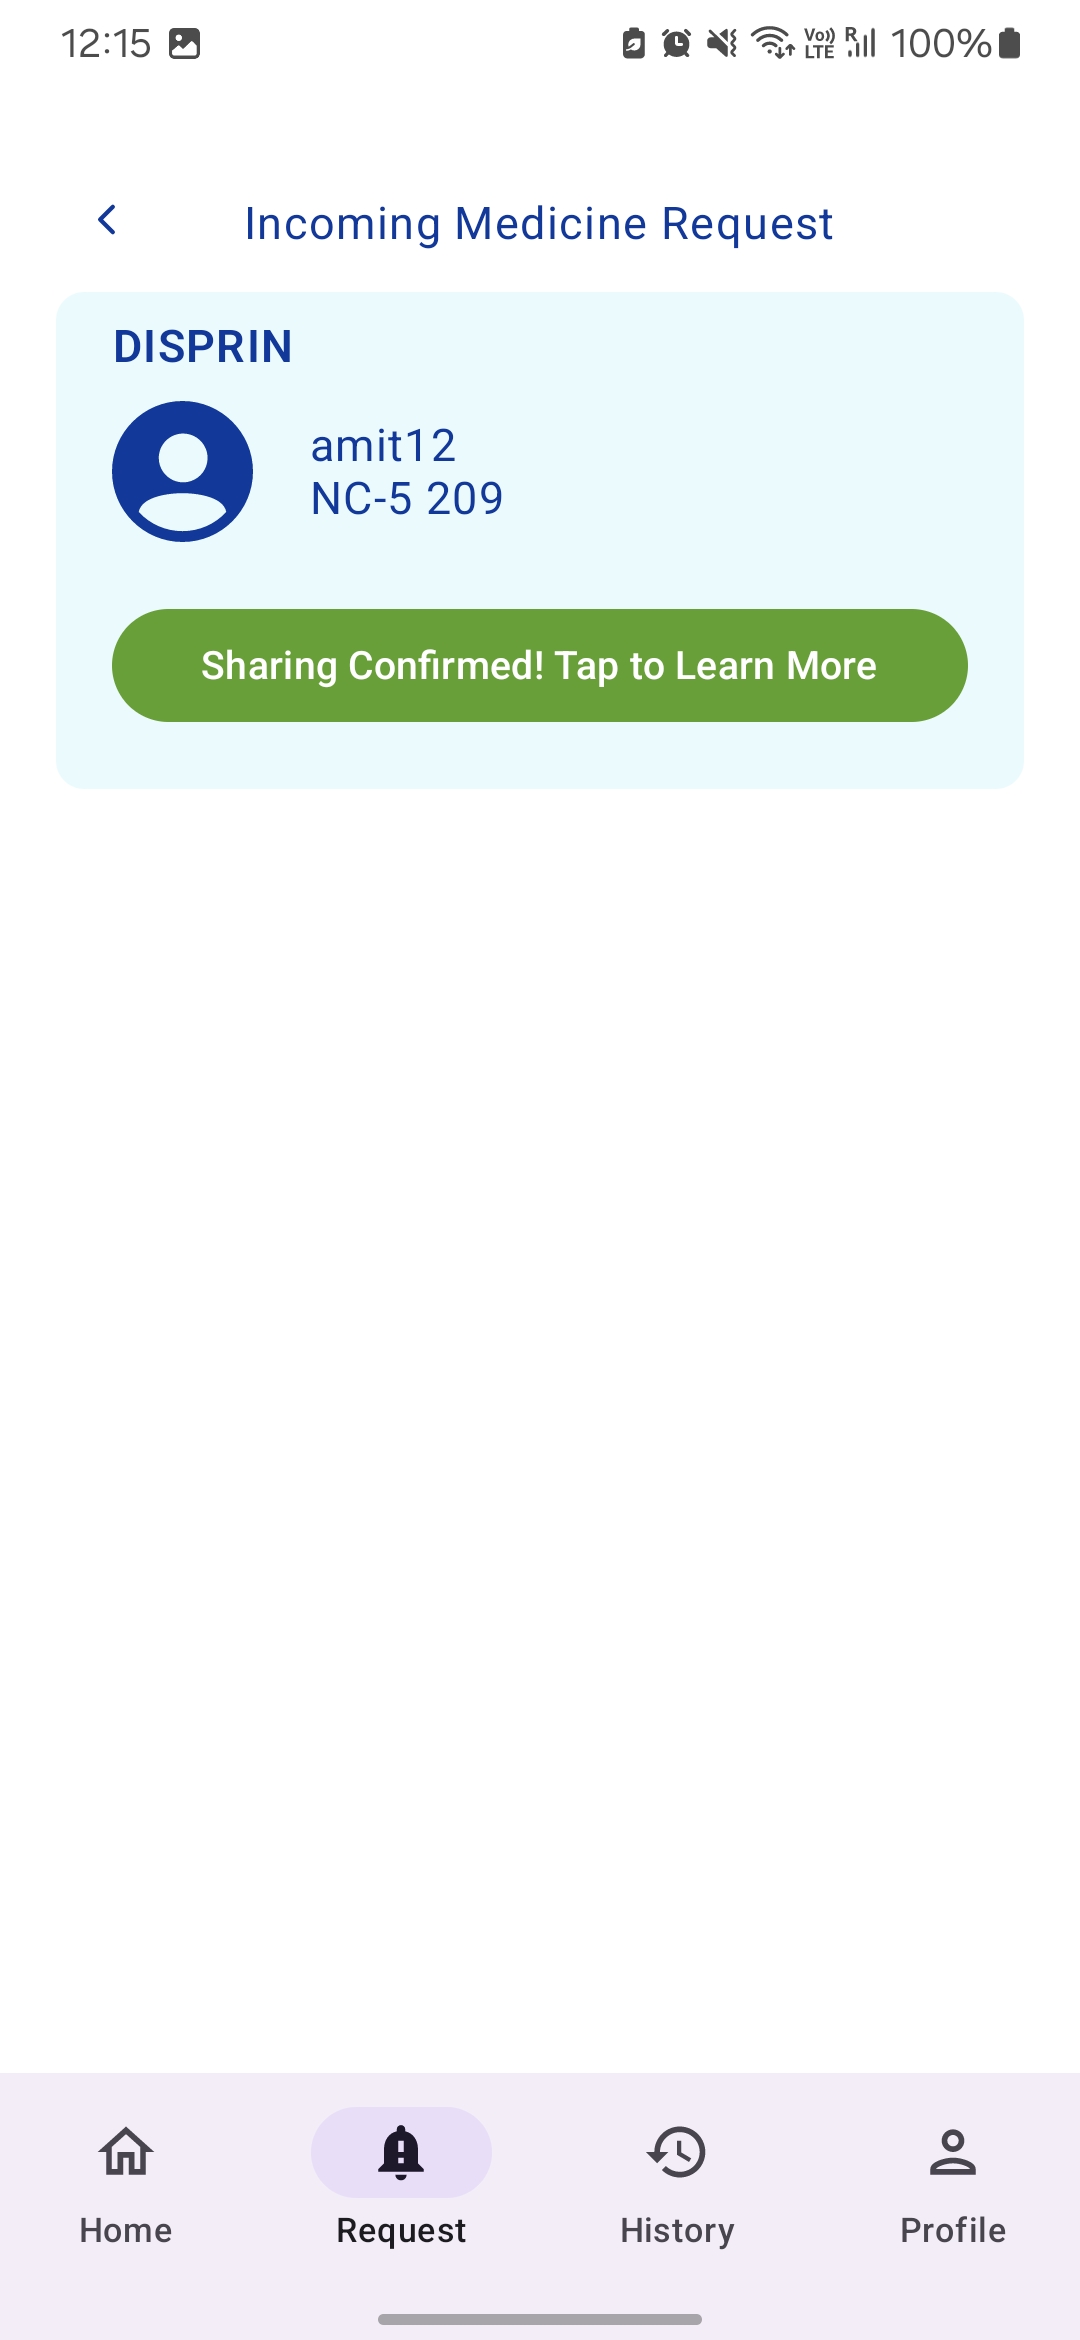 12:15
Vo)) LTE R 100%
Incoming Medicine Request
DISPRIN
amit12
NC-5 209
Sharing Confirmed! Tap to Learn More
Home Request History Profile